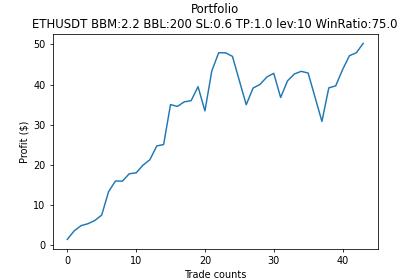 Portfolio
ETHUSDT BBM:2.2 BBL:200 SL:0.6 TP:1.0 lev:10 WinRatio:75.0
50
40
30
20
10
0
Profit ($)
0 10 20 30 40
Trade counts